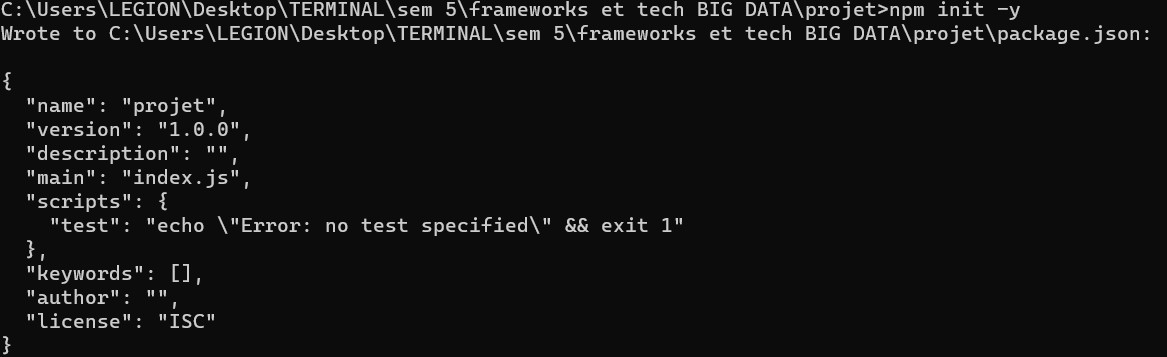 C:\Users\LEGION\Desktop\TERMINAL\sem 5\frameworks et tech BIG DATA\projet>npm init -y
Wrote to C:\Users\LEGION\Desktop\TERMINAL\sem 5\frameworks et tech BIG DATA\projet\package.json:

{
  "name": "projet",
  "version": "1.0.0",
  "description": "",
  "main": "index.js",
  "scripts": {
    "test": "echo \"Error: no test specified\" && exit 1"
  },
  "keywords": [],
  "author": "",
  "license": "ISC"
}